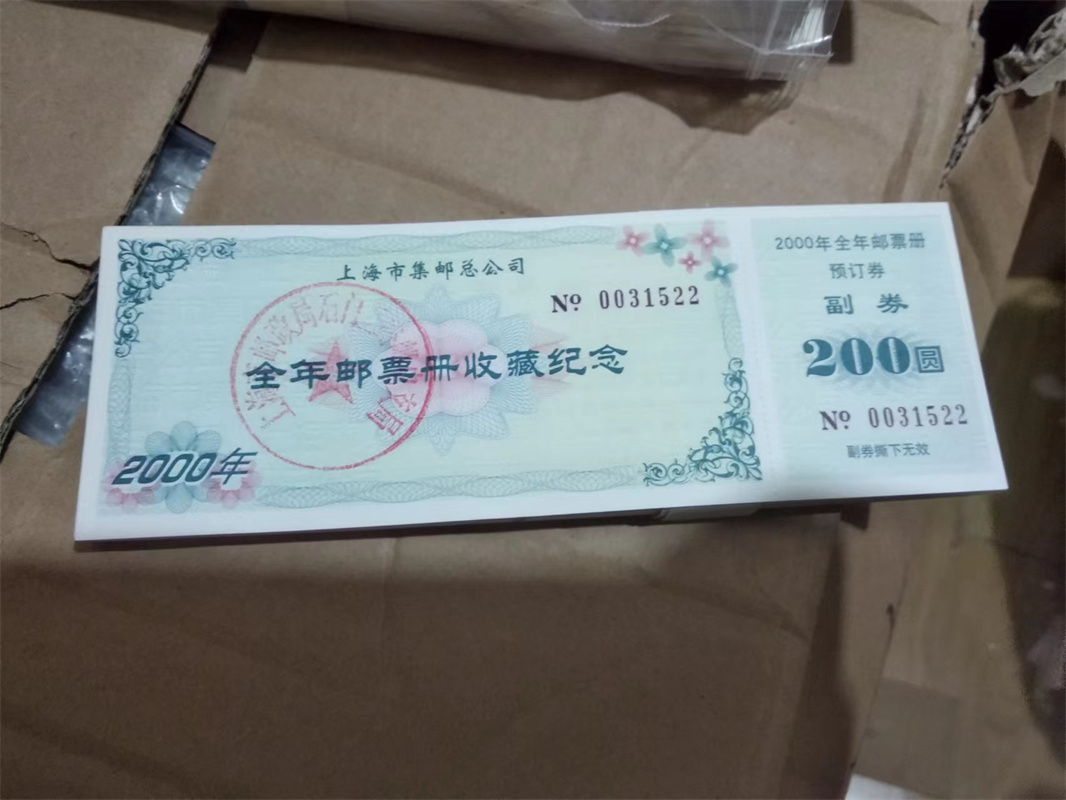 上海市集邮总公司
Nº 0031522
全年邮票册收藏纪念
2000年
2000年全年邮票册
预订券
副券
200圆
Nº 0031522
副券撕下无效